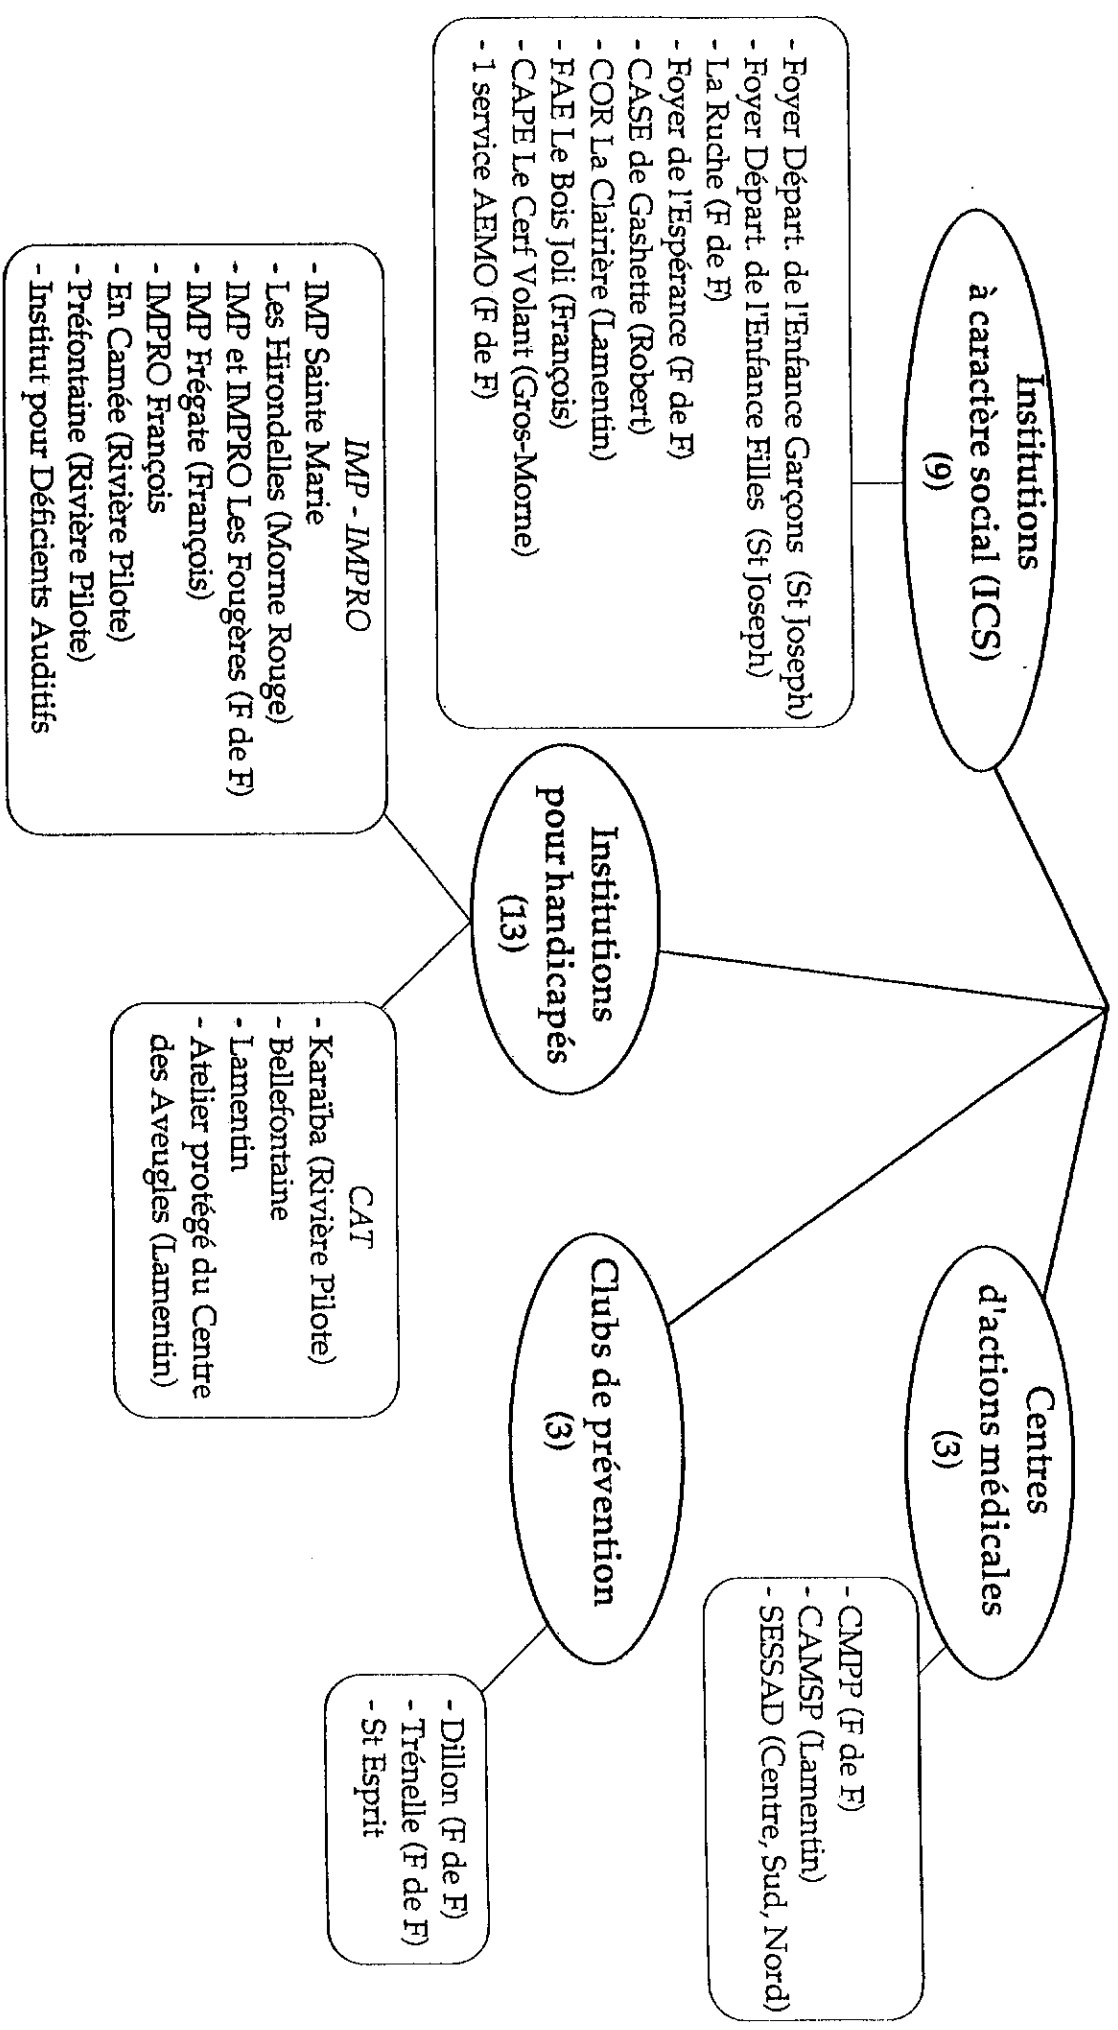 Institutions
à caractère social (ICS)
(9)
- Foyer Départ. de l'Enfance Garçons (St Joseph)
- Foyer Départ. de l'Enfance Filles (St Joseph)
- La Ruche (F de F)
- Foyer de l'Espérance (F de F)
- CASE de Gashette (Robert)
- COR La Clairière (Lamentin)
- FAE Le Bois Joli (François)
- CAPE Le Cerf Volant (Gros-Morne)
- 1 service AEMO (F de F)
Institutions
pour handicapés
(13)
IMP - IMPRO
- IMP Sainte Marie
- Les Hirondelles (Morne Rouge)
- IMP et IMPRO Les Fougères (F de F)
- IMP Frégate (François)
- IMPRO François
- En Camée (Rivière Pilote)
- Préfontaine (Rivière Pilote)
- Institut pour Déficients Auditifs
CAT
- Karaïba (Rivière Pilote)
- Bellefontaine
- Lamentin
- Atelier protégé du Centre
des Aveugles (Lamentin)
Clubs de prévention
(3)
- Dillon (F de F)
- Trénelle (F de F)
- St Esprit
Centres
d'actions médicales
(3)
- CMPP (F de F)
- CAMSP (Lamentin)
- SESSAD (Centre, Sud, Nord)